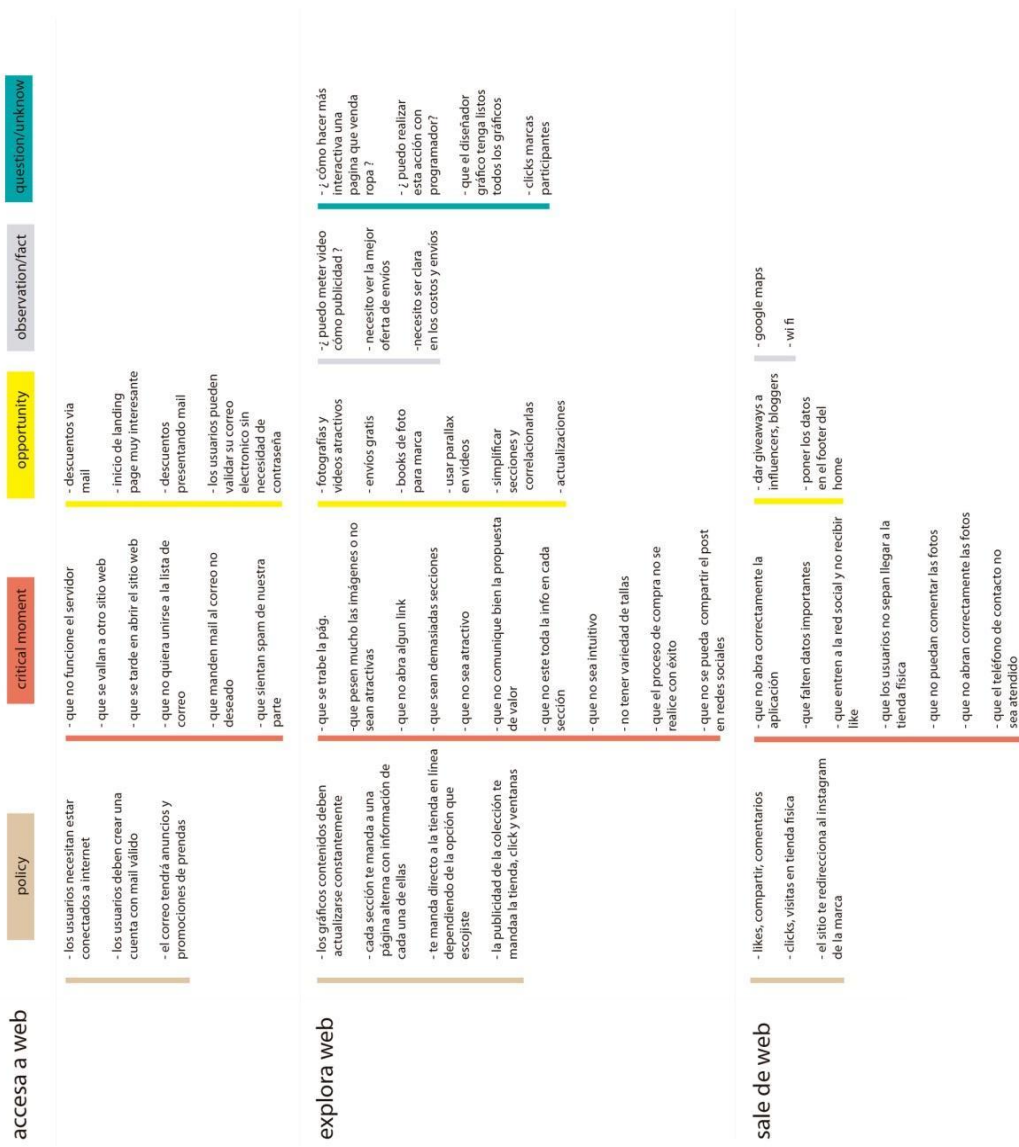 accesa a web
policy
critical moment
opportunity
observation/fact
question/unknow
- los usuarios necesitan estar
conectados a internet
- los usuarios deben crear una
cuenta con mail válido
- el correo tendrá anuncios y
promociones de prendas
- que no funcione el servidor
- que se vallan a otro sitio web
- que se tarde en abrir el sitio web
- que no quiera unirse a la lista de
correo
- que manden mail al correo no
deseado
- que sientan spam de nuestra
parte
- descuentos via
mail
- inicio de landing
page muy interesante
- descuentos
presentando mail
- los usuarios pueden
validar su correo
electronico sin
necesidad de
contraseña
explora web
- los gráficos contenidos deben
actualizarse constantemente
- cada sección te manda a una
página alterna con información de
cada una de ellas
- te manda directo a la tienda en línea
dependiendo de la opción que
escojiste
- la publicidad de la colección te
mandaa la tienda, click y ventanas
- que se trabe la pág.
-que pesen mucho las imágenes o no
sean atractivas
- que no abra algun link
- que sean demasiadas secciones
- que no sea atractivo
- que no comunique bien la propuesta
de valor
- que no este toda la info en cada
sección
- que no sea intuitivo
- no tener variedad de tallas
- que el proceso de compra no se
realice con éxito
- que no se pueda compartir el post
en redes sociales
- fotografías y
videos atractivos
- envíos gratis
- books de foto
para marca
- usar parallax
en videos
- simplificar
secciones y
correlacionarlas
- actualizaciones
-¿ puedo meter video
cómo publicidad ?
- necesito ver la mejor
oferta de envíos
-necesito ser clara
en los costos y envíos
- ¿ cómo hacer más
interactiva una
pagina que venda
ropa ?
- ¿ puedo realizar
esta acción con
programador?
- que el diseñador
gráfico tenga listos
todos los gráficos
- clicks marcas
participantes
sale de web
- likes, compartir, comentarios
- clicks, visitas en tienda fisica
- el sitio te redirecciona al instagram
de la marca
- que no abra correctamente la
aplicación
-que falten datos importantes
- que entren a la red social y no recibir
like
- que los usuarios no sepan llegar a la
tienda física
- que no puedan comentar las fotos
- que no abran correctamente las fotos
- que el teléfono de contacto no
sea atendido
- dar giveaways a
influencers, bloggers
- poner los datos
en el footer del
home
- google maps
- wi fi